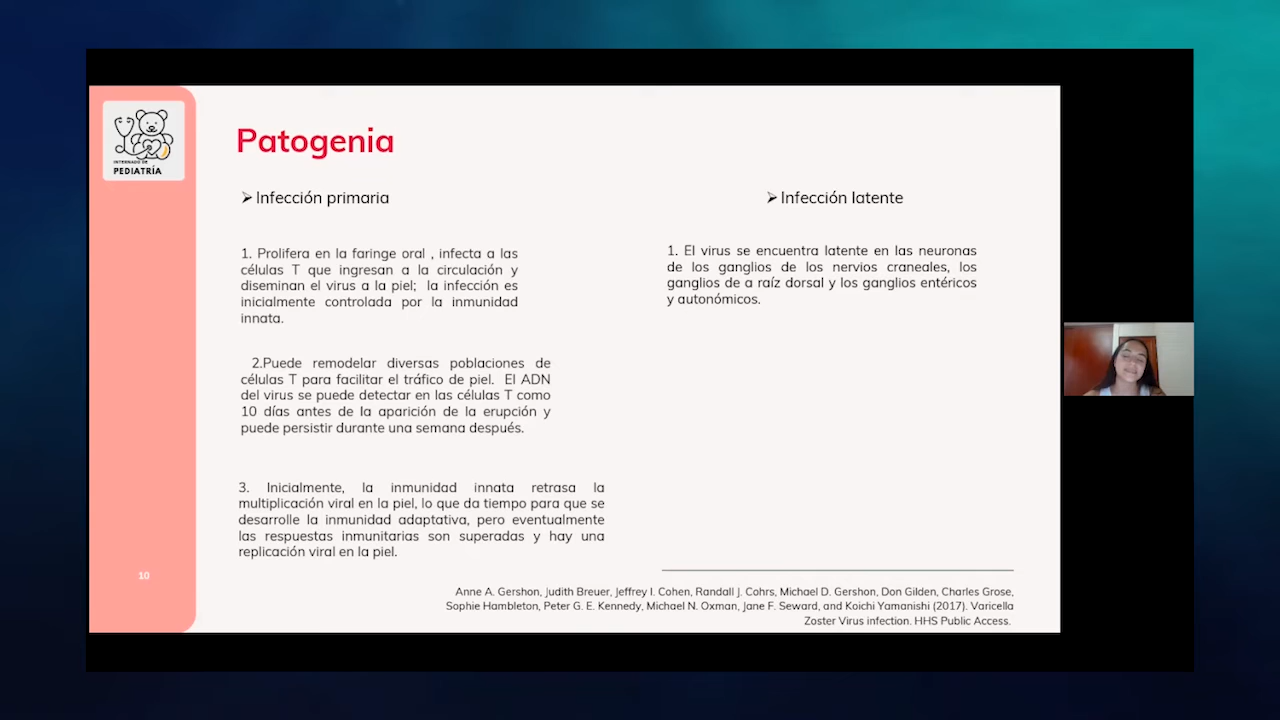 INTERNADO DE
PEDIATRÍA
Patogenia
➢ Infección primaria
1. Prolifera en la faringe oral , infecta a las
células T que ingresan a la circulación y
diseminan el virus a la piel; la infección es
inicialmente controlada por la inmunidad
innata.
2.Puede remodelar diversas poblaciones de
células T para facilitar el tráfico de piel. El ADN
del virus se puede detectar en las células T como
10 días antes de la aparición de la erupción y
puede persistir durante una semana después.
3. Inicialmente, la inmunidad innata retrasa la
multiplicación viral en la piel, lo que da tiempo para que se
desarrolle la inmunidad adaptativa, pero eventualmente
las respuestas inmunitarias son superadas y hay una
replicación viral en la piel.
➢ Infección latente
1. El virus se encuentra latente en las neuronas
de los ganglios de los nervios craneales, los
ganglios de a raíz dorsal y los ganglios entéricos
y autonómicos.
10
Anne A. Gershon, Judith Breuer, Jeffrey I. Cohen, Randall J. Cohrs, Michael D. Gershon, Don Gilden, Charles Grose,
Sophie Hambleton, Peter G. E. Kennedy, Michael N. Oxman, Jane F. Seward, and Koichi Yamanishi (2017). Varicella
Zoster Virus infection. HHS Public Access.